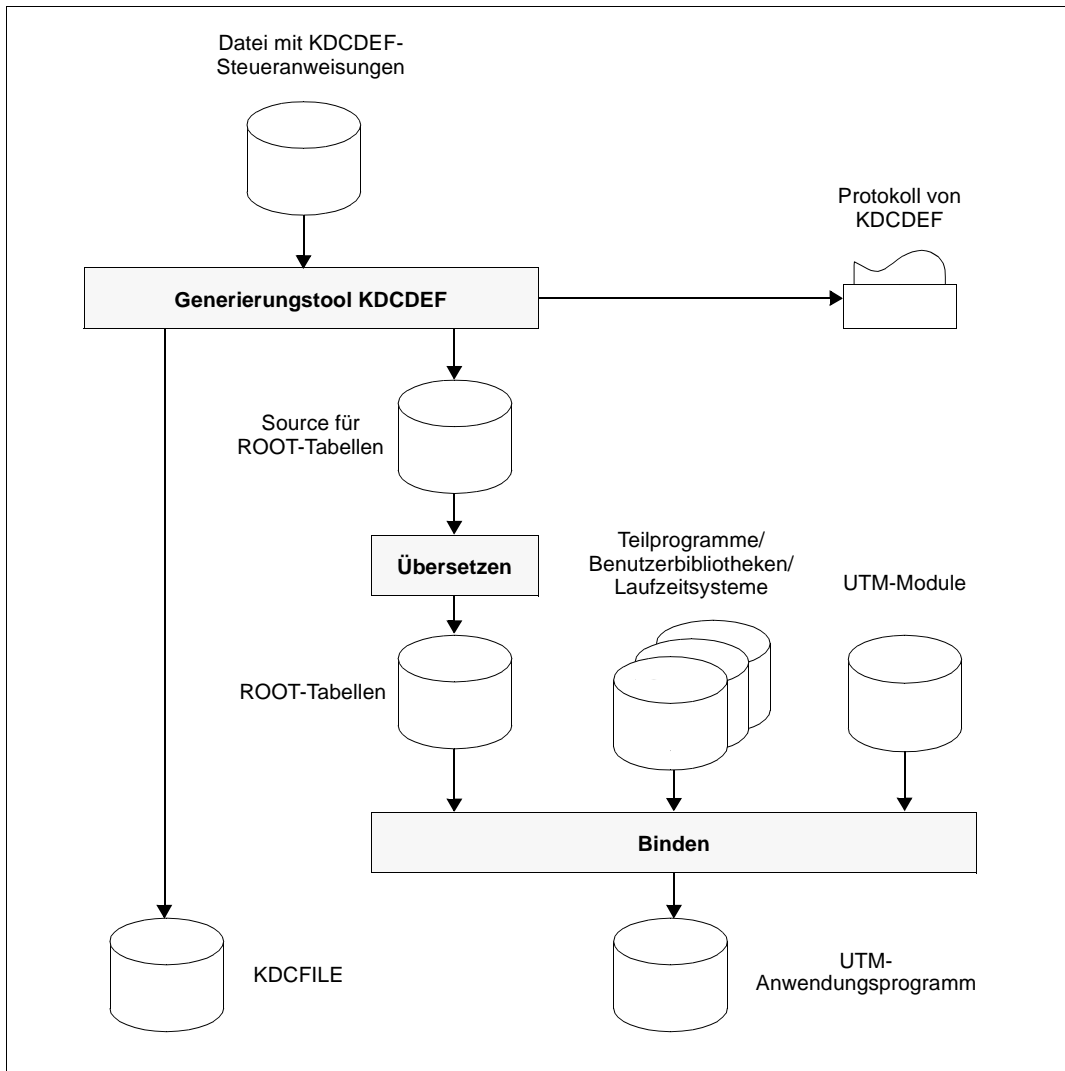 Datei mit KDCDEF-
Steueranweisungen
Protokoll von
KDCDEF
Generierungstool KDCDEF
Source für
ROOT-Tabellen
Übersetzen
Teilprogramme/
Benutzerbibliotheken/
Laufzeitsysteme
UTM-Module
ROOT-Tabellen
Binden
KDCFILE
UTM-
Anwendungsprogramm